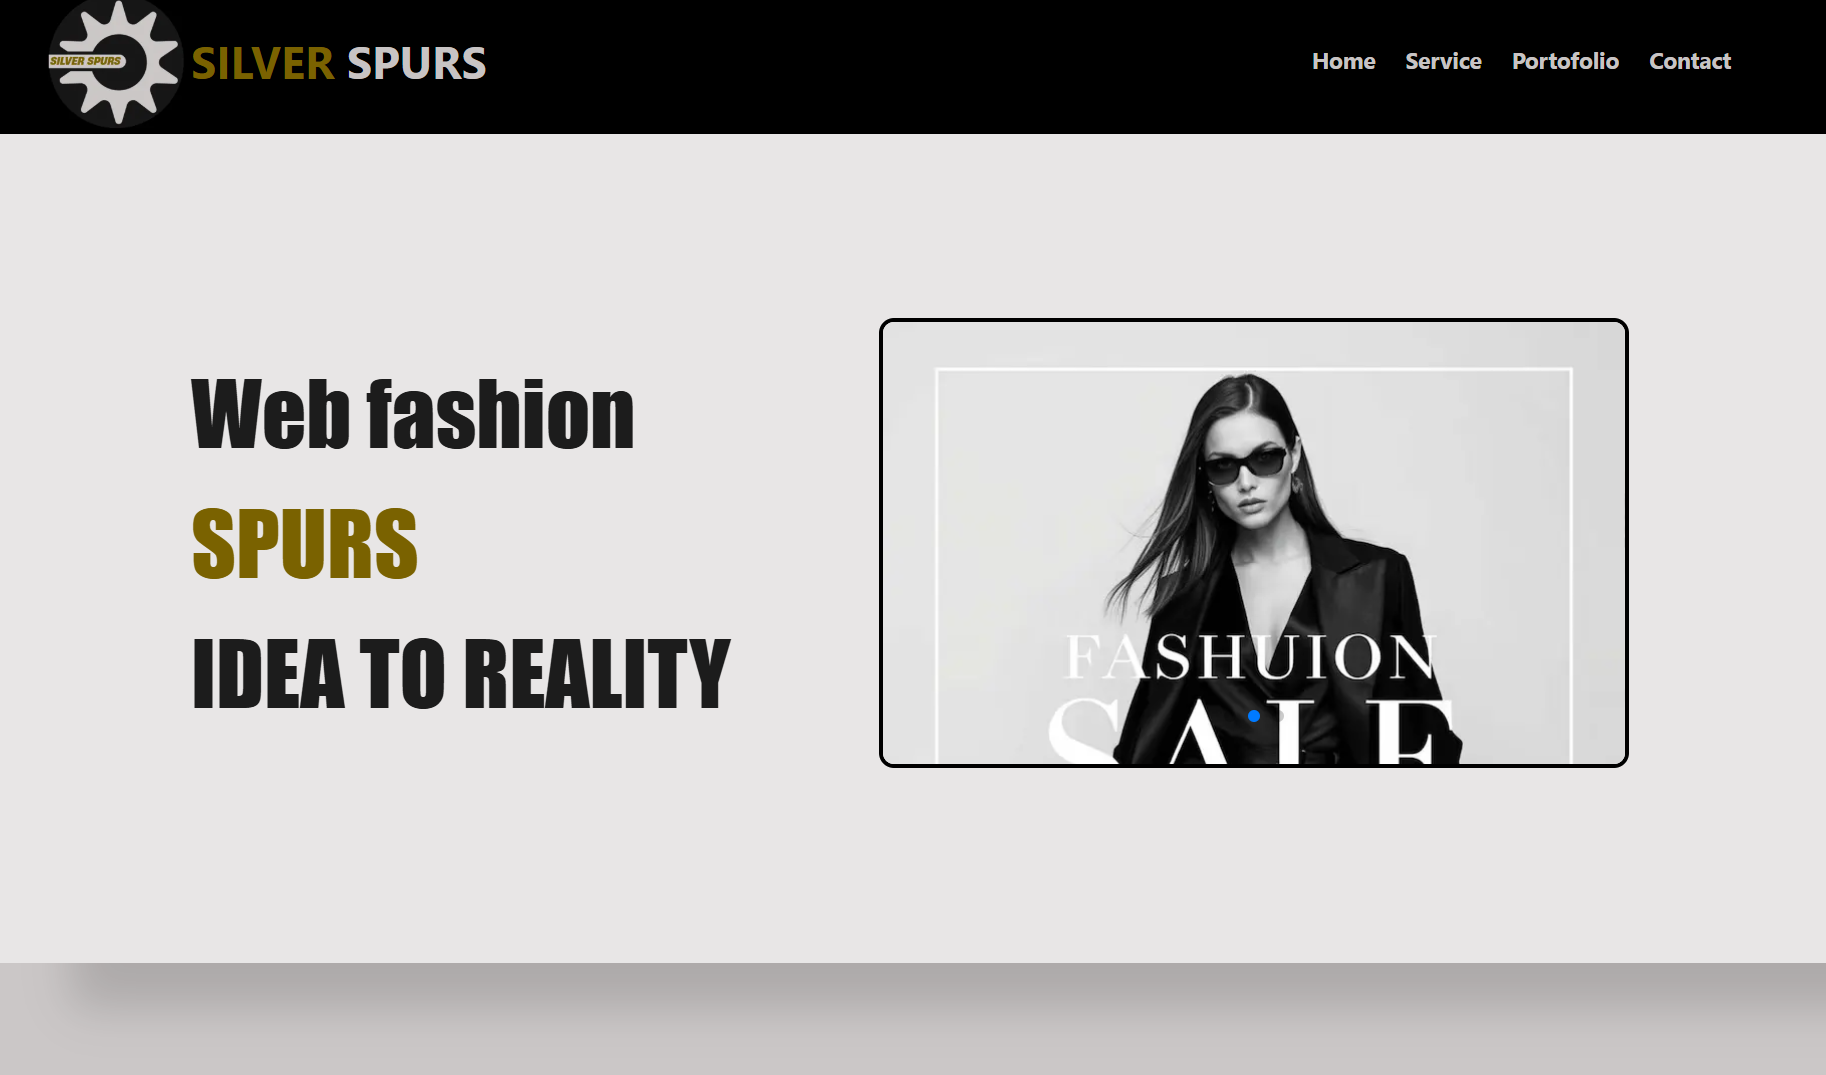 SILVER SPURS
SILVER SPURS
Home Service Portofolio Contact
Web fashion
SPURS
IDEA TO REALITY
FASHUION
SALE